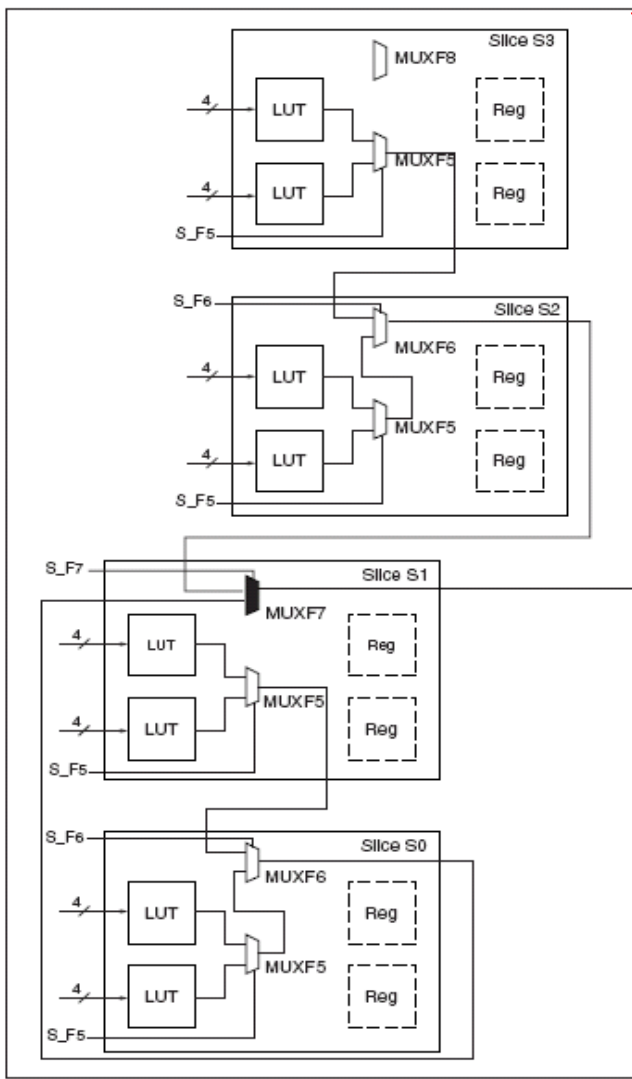 Slice S3
MUXF8
4
LUT
Reg
MUXF5
4
LUT
Reg
S_F5
S_F6
Slice S2
MUXF6
4
LUT
Reg
MUXF5
4
LUT
Reg
S_F5
S_F7
Slice S1
MUXF7
4
LUT
Reg
MUXF5
4
LUT
Reg
S_F5
S_F6
Slice S0
MUXF6
4
LUT
Reg
MUXF5
4
LUT
Reg
S_F5